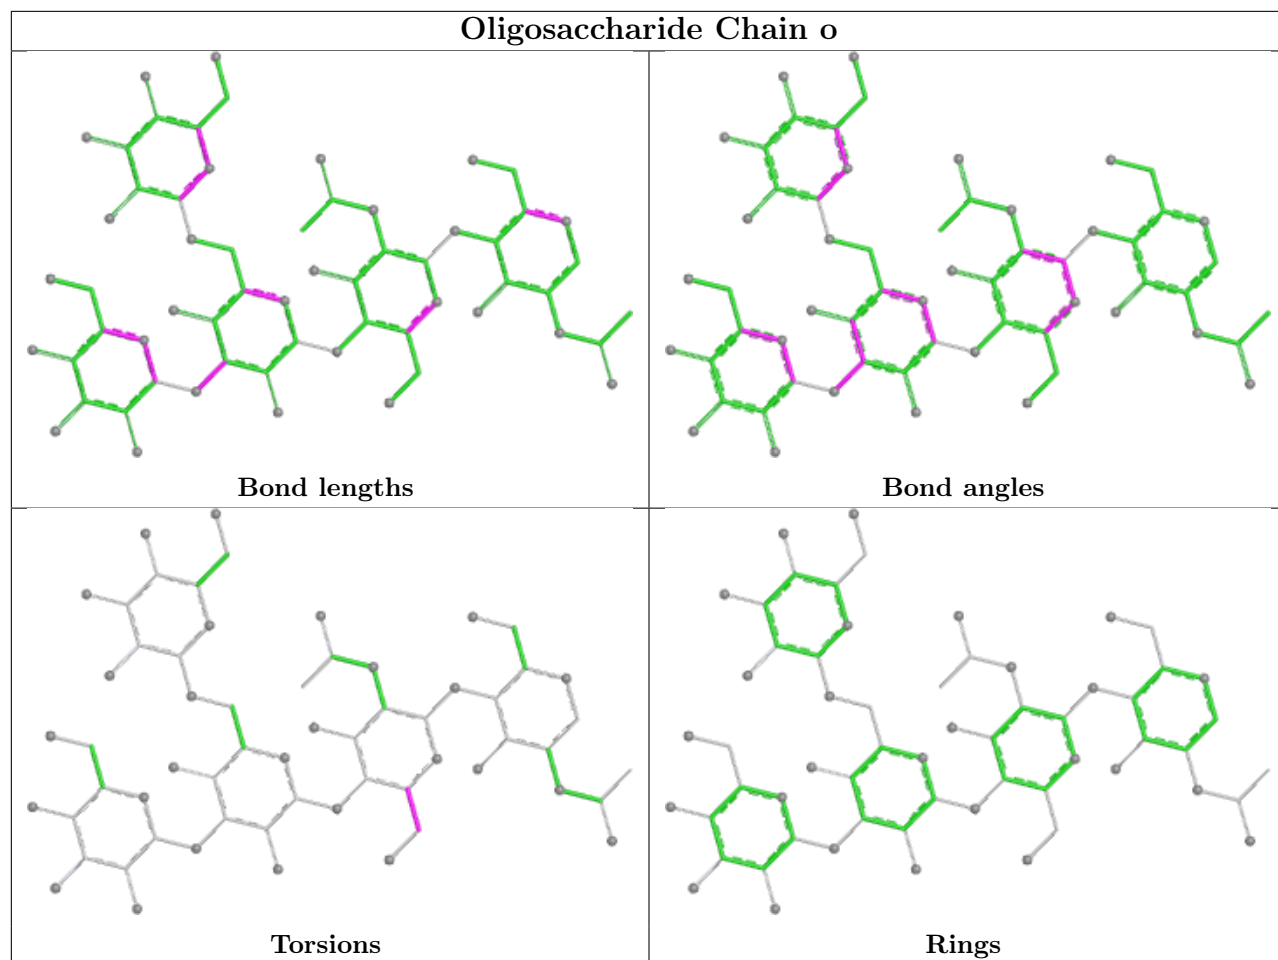 Oligosaccharide Chain o
Bond lengths
Bond angles
Torsions
Rings